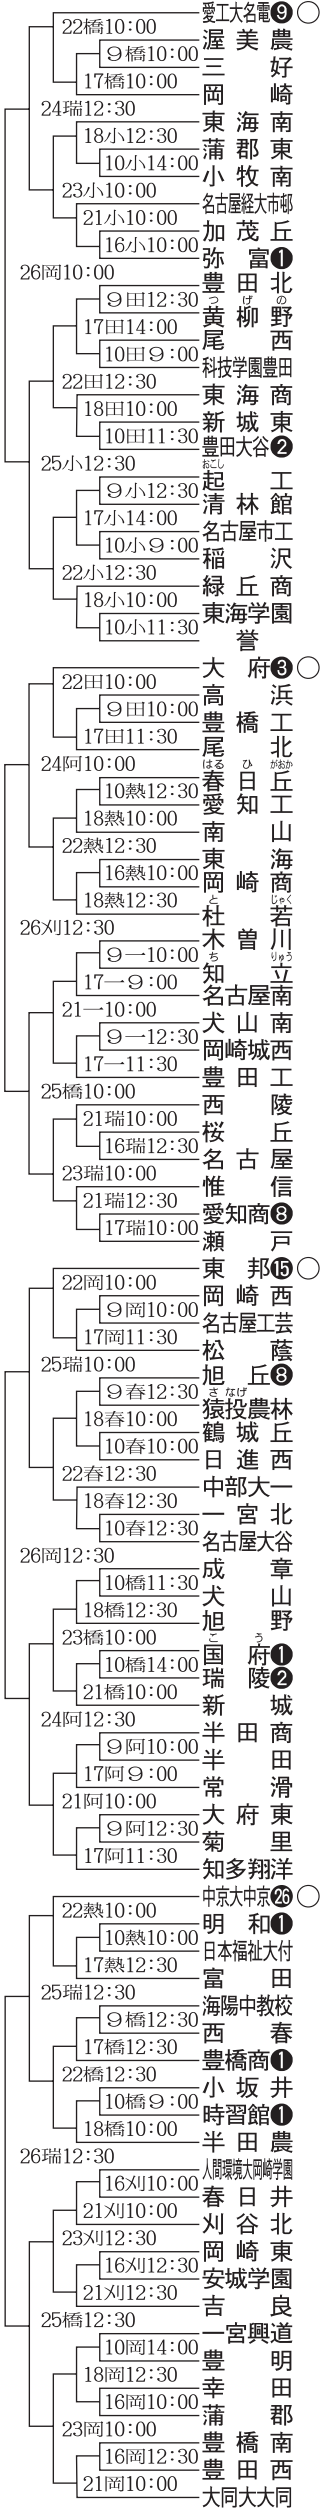 愛工大名電❾○
22橋10:00
渥美農
9橋10:00
三好
17橋10:00
岡崎
24瑞12:30
東海南
18小12:30
蒲郡東
10小14:00
小牧南
23小10:00
名古屋経大市邨
21小10:00
加茂丘
16小10:00
弥富❶
26岡10:00
豊田北
9田12:30
つげの
黄柳野
17田14:00
尾西
10田9:00
科技学園豊田
22田12:30
東海商
18田10:00
新城東
10田11:30
豊田大谷❷
25小12:30
おこし
起工
9小12:30
清林館
17小14:00
名古屋市工
10小9:00
稲沢
22小12:30
緑丘商
18小10:00
東海学園
10小11:30
誉
大府❸○
22田10:00
高浜
9田10:00
豊橋工
17田11:30
尾北
24阿10:00
はるひがおか
春日丘
10熱12:30
愛知工
18熱10:00
南山
22熱12:30
東海
16熱10:00
岡崎商
18熱12:30
とじゃく
杜若
26刈12:30
木曽川
9一10:00
ちりゅう
知立
17一9:00
名古屋南
21一10:00
犬山南
9一12:30
岡崎城西
17一11:30
豊田工
25橋10:00
西陵
21瑞10:00
桜丘
16瑞12:30
名古屋
23瑞10:00
惟信
21瑞12:30
愛知商❽
17瑞10:00
瀬戸
東邦⓯○
22岡10:00
岡崎西
9岡10:00
名古屋工芸
17岡11:30
松蔭
25瑞10:00
旭丘❽
9春12:30
さなげ
猿投農林
18春10:00
鶴城丘
10春10:00
日進西
22春12:30
中部大一
18春12:30
一宮北
10春12:30
名古屋大谷
26岡12:30
成章
10橋11:30
犬山
18橋12:30
旭野
23橋10:00
こう
国府❶
10橋14:00
瑞陵❷
21橋10:00
新城
24阿12:30
半田商
9阿10:00
半田
17阿9:00
常滑
21阿10:00
大府東
9阿12:30
菊里
17阿11:30
知多翔洋
中京大中京㉖○
22熱10:00
明和❶
10熱10:00
日本福祉大付
17熱12:30
富田
25瑞12:30
海陽中教校
9橋12:30
西春
17橋12:30
豊橋商❶
22橋12:30
小坂井
10橋9:00
時習館❶
18橋10:00
半田農
26瑞12:30
人間環境大岡崎学園
16刈10:00
春日井
21刈10:00
刈谷北
23刈12:30
岡崎東
16刈12:30
安城学園
21刈12:30
吉良
25橋12:30
一宮興道
10岡14:00
豊明
18岡12:30
幸田
16岡10:00
蒲郡
23岡10:00
豊橋南
16岡12:30
豊田西
21岡10:00
大同大大同